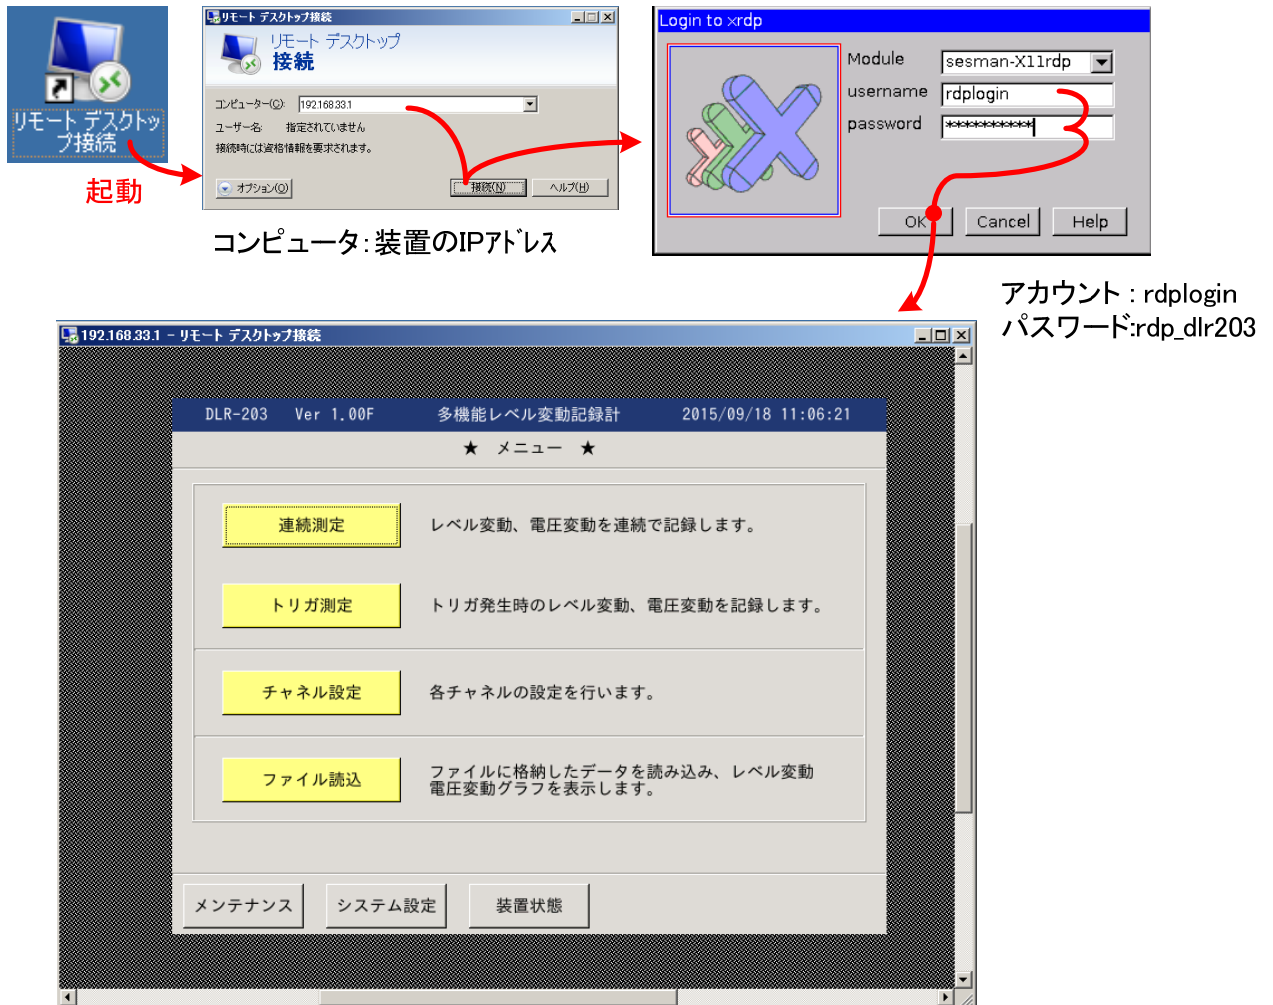 リモート デスクトッ
プ接続
起動
リモート デスクトップ接続
リモート デスクトップ
接続
コンピューター(C): 192.168.33.1
ユーザー名: 指定されていません
接続時には資格情報を要求されます。
オプション(O) 接続(N) ヘルプ(H)
コンピュータ:装置のIPアドレス
Login to xrdp
Module sesman-X11rdp
username rdplogin
password ***********
OK Cancel Help
アカウント : rdplogin
パスワード:rdp_dlr203
192.168.33.1 - リモート デスクトップ接続
DLR-203 Ver 1.00F 多機能レベル変動記録計 2015/09/18 11:06:21
★ メニュー ★
連続測定 レベル変動、電圧変動を連続で記録します。
トリガ測定 トリガ発生時のレベル変動、電圧変動を記録します。
チャネル設定 各チャネルの設定を行います。
ファイル読込 ファイルに格納したデータを読み込み、レベル変動
電圧変動グラフを表示します。
メンテナンス システム設定 装置状態